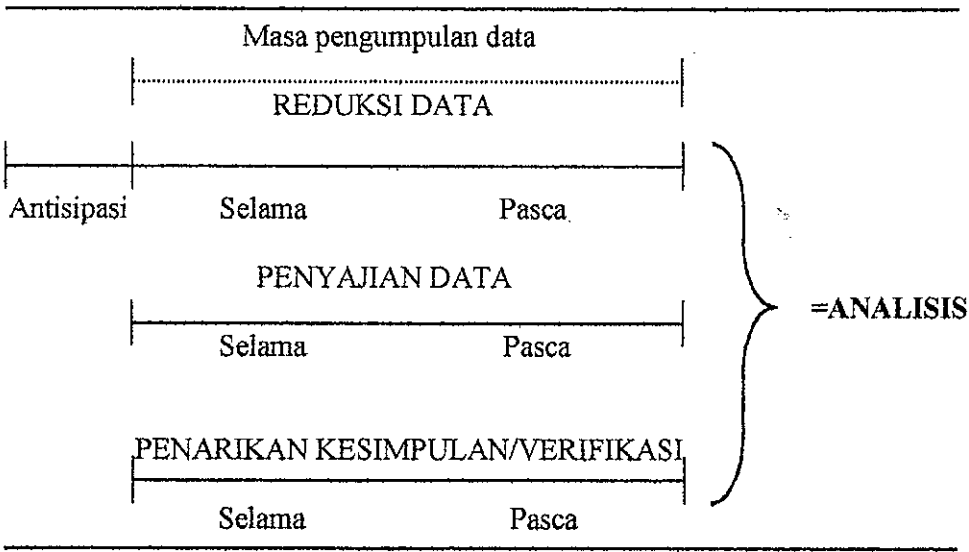 Masa pengumpulan data
REDUKSI DATA
Antisipasi Selama Pasca
PENYAJIAN DATA
=ANALISIS
Selama Pasca
PENARIKAN KESIMPULAN/VERIFIKASI
Selama Pasca